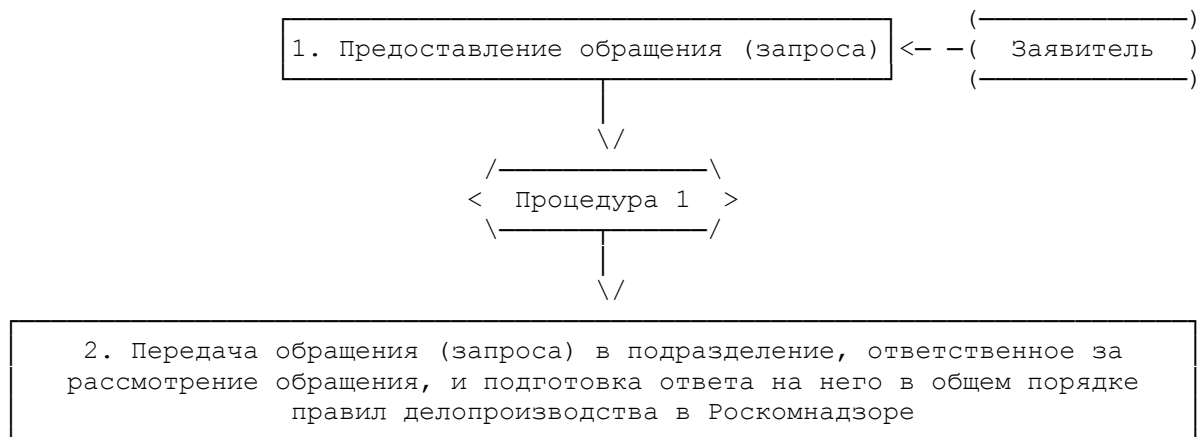 1. Предоставление обращения (запроса)
Заявитель
Процедура 1
2. Передача обращения (запроса) в подразделение, ответственное за
рассмотрение обращения, и подготовка ответа на него в общем порядке
правил делопроизводства в Роскомнадзоре